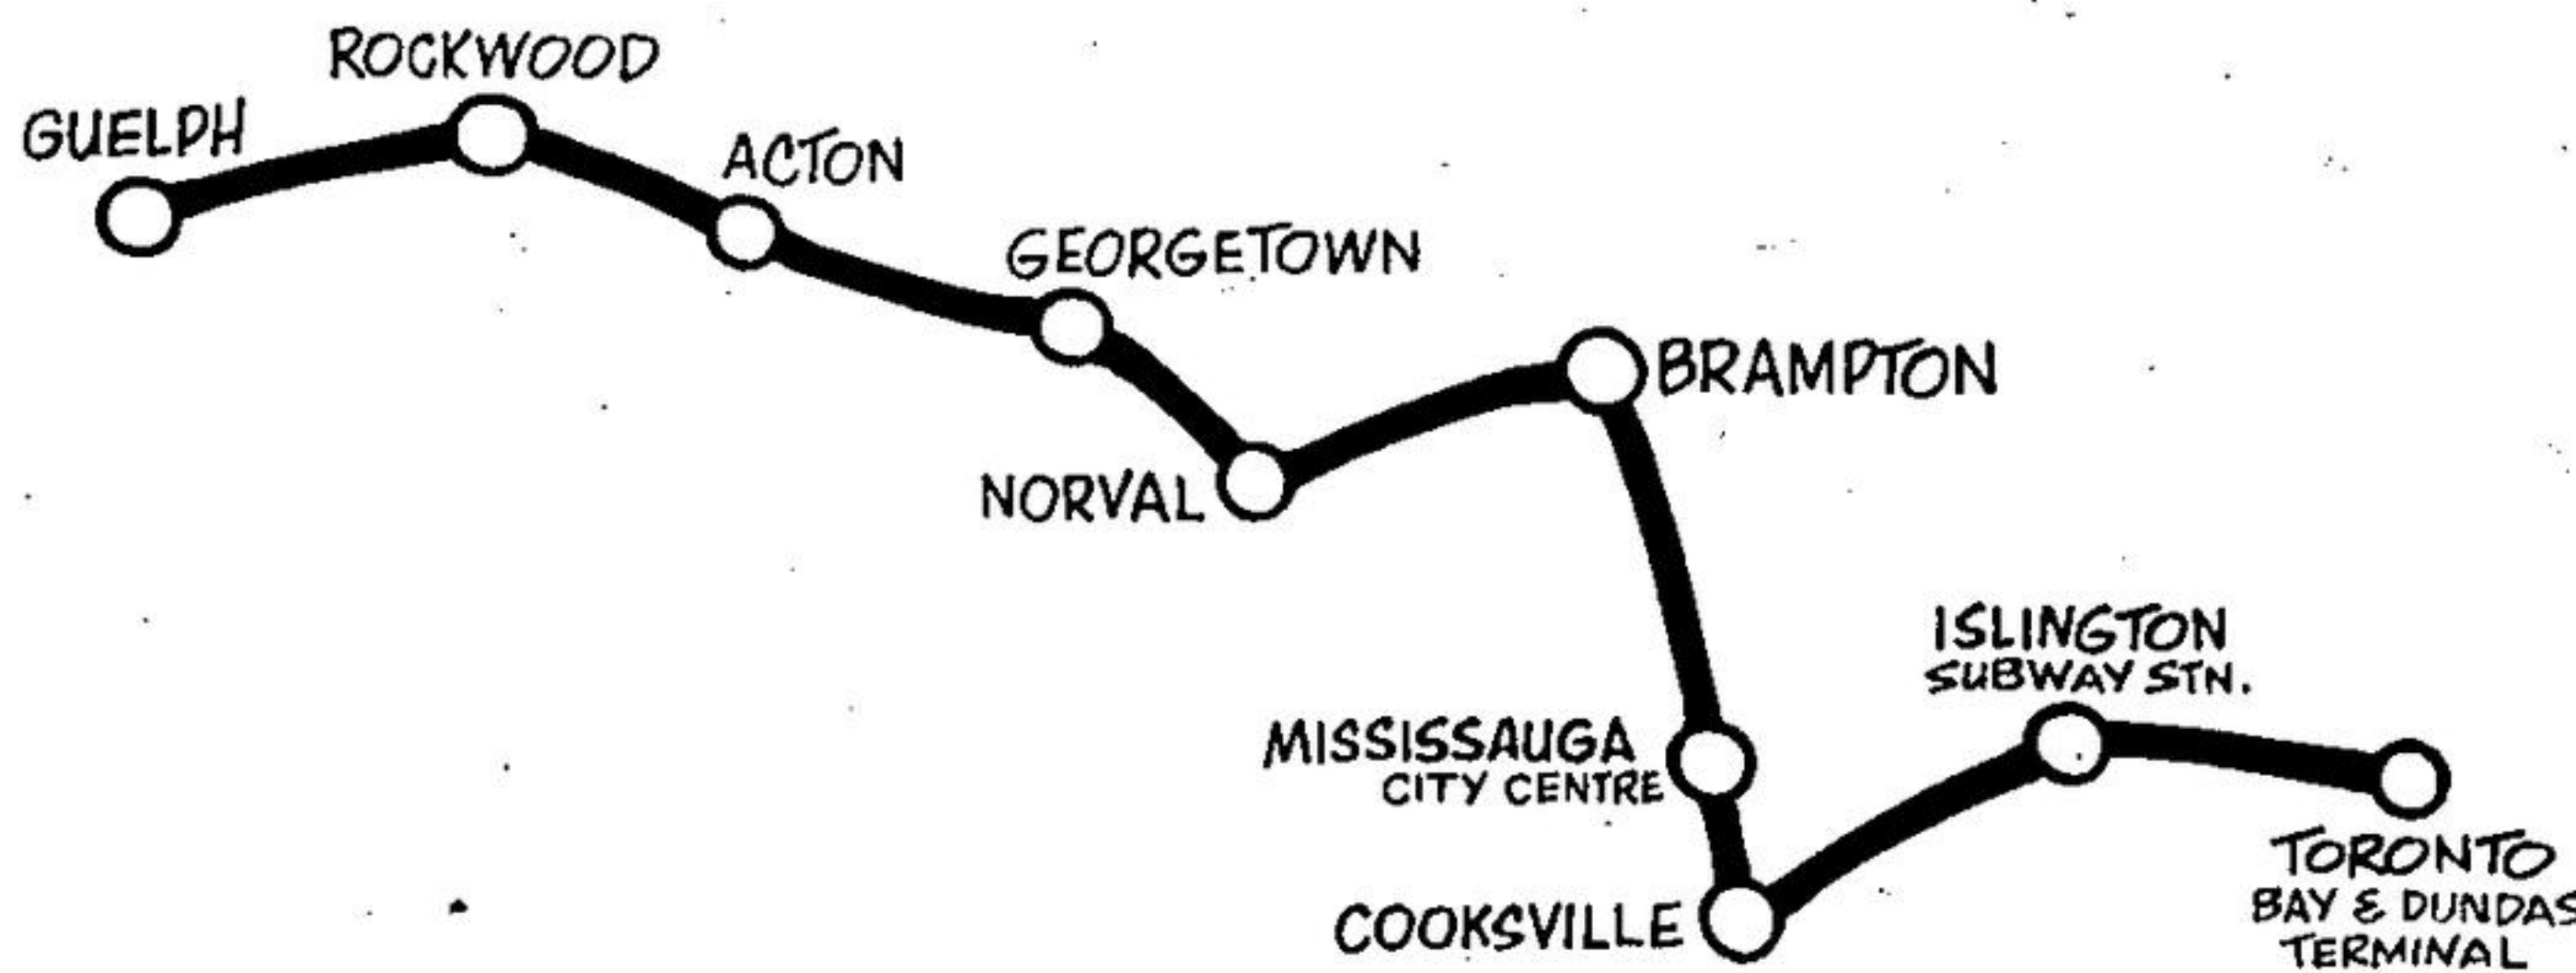 ROCKWOOD
GUELPH
ACTON
GEORGETOWN
BRAMPTON
NORVAL
ISLINGTON
SUBWAY STN.
MISSISSAUGA
CITY CENTRE
TORONTO
BAY & DUNDAS
TERMINAL
COOKSVILLE